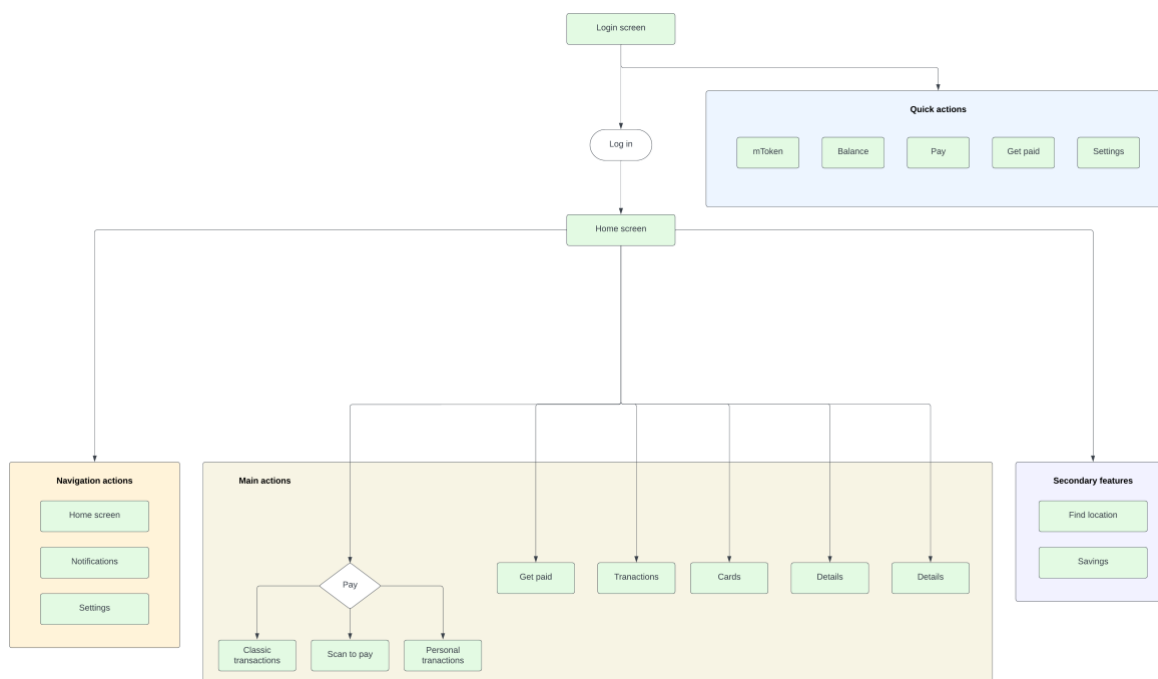 Login screen
Quick actions
mToken
Balance
Pay
Get paid
Settings
Log in
Home screen
Navigation actions
Home screen
Notifications
Settings
Main actions
Pay
Get paid
Tranactions
Cards
Details
Details
Classic
transactions
Scan to pay
Personal
tranactions
Secondary features
Find location
Savings